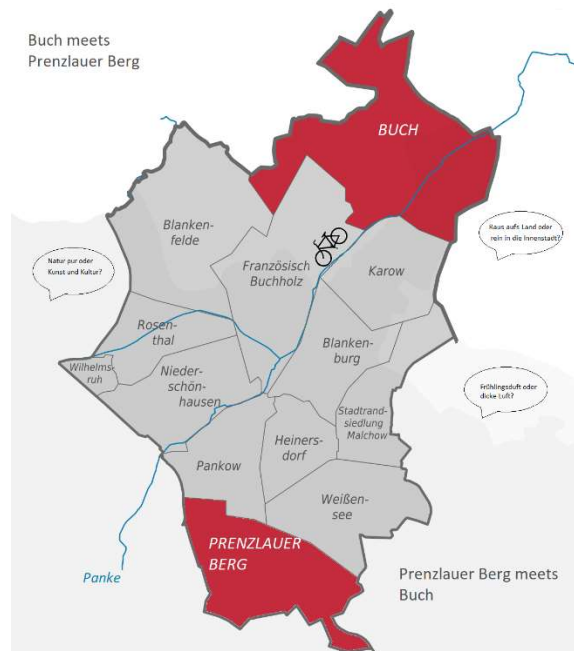 Buch meets
Prenzlauer Berg
BUCH
Blanken-
felde
Raus aufs Land oder
rein in die Innenstadt?
Natur pur oder
Kunst und Kultur?
Französisch
Buchholz
Karow
Rosen-
thal
Blanken-
burg
Wilhelms-
ruh
Nieder-
schön-
hausen
Frühlingsduft oder
dicke Luft?
Stadtrand-
siedlung
Malchow
Heiners-
dorf
Pankow
Weißen-
see
PRENZLAUER
BERG
Panke
Prenzlauer Berg meets
Buch